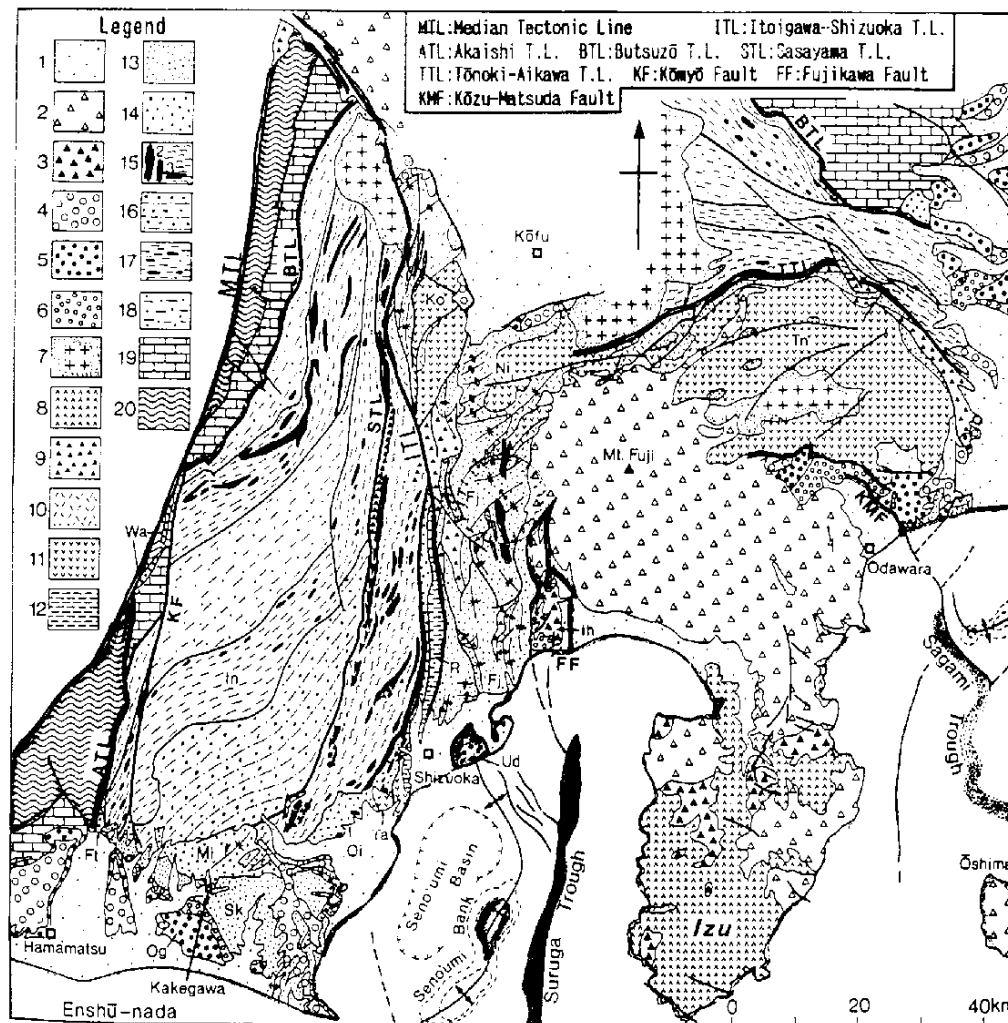 Legend
MTL:Median Tectonic Line ITL:Itoigawa-Shizuoka T.L.
ATL:Akaishi T.L. BTL:Butsuzō T.L. STL:Sasayama T.L.
TTL:Tōnoki-Aikawa T.L. KF:Kōmyō Fault FF:Fujikawa Fault
KMF:Kōzu-Matsuda Fault
1
2
3
4
5
6
7
8
9
10
11
12
13
14
15
16
17
18
19
20
MTL
BTL
BTL
Kōfu
TTL
Ko
Ni
Tn
STL
ITL
Mt. Fuji
Fj
KMF
Wa
KF
Odawara
Ih
FF
In
R
Fj
Sagami
Trough
ATL
Shizuoka
Ud
Ft
Mi
Oi
Senoumi
Basin
Trough
Ōshima
Sk
Senoumi
Bank
Izu
Hamamatsu
Og
Kakegawa
Suruga
Enshū-nada
0 20 40km